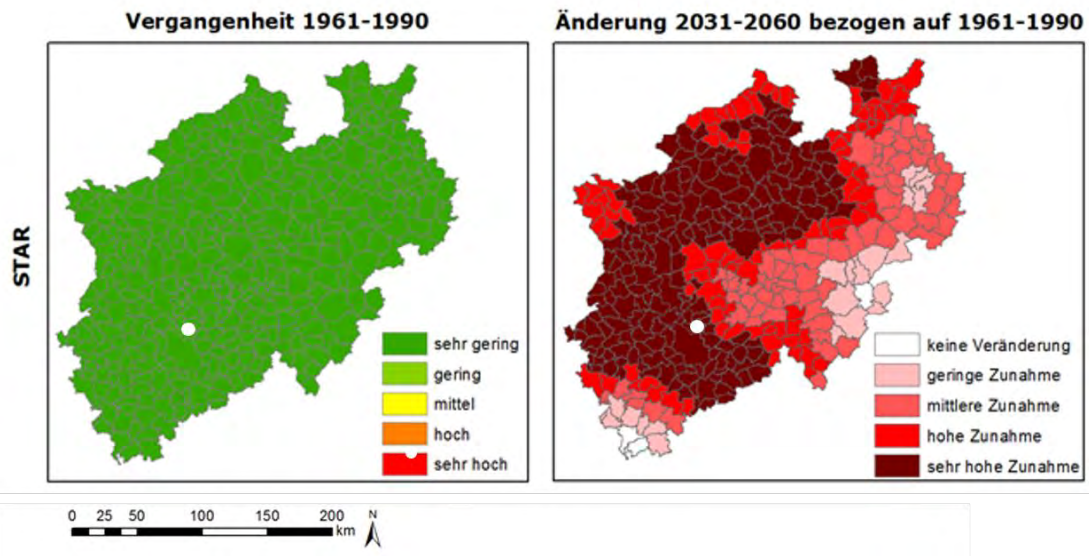 Vergangenheit 1961-1990
Änderung 2031-2060 bezogen auf 1961-1990
STAR
sehr gering
gering
mittel
hoch
sehr hoch
keine Veränderung
geringe Zunahme
mittlere Zunahme
hohe Zunahme
sehr hohe Zunahme
0 25 50 100 150 200
km
N